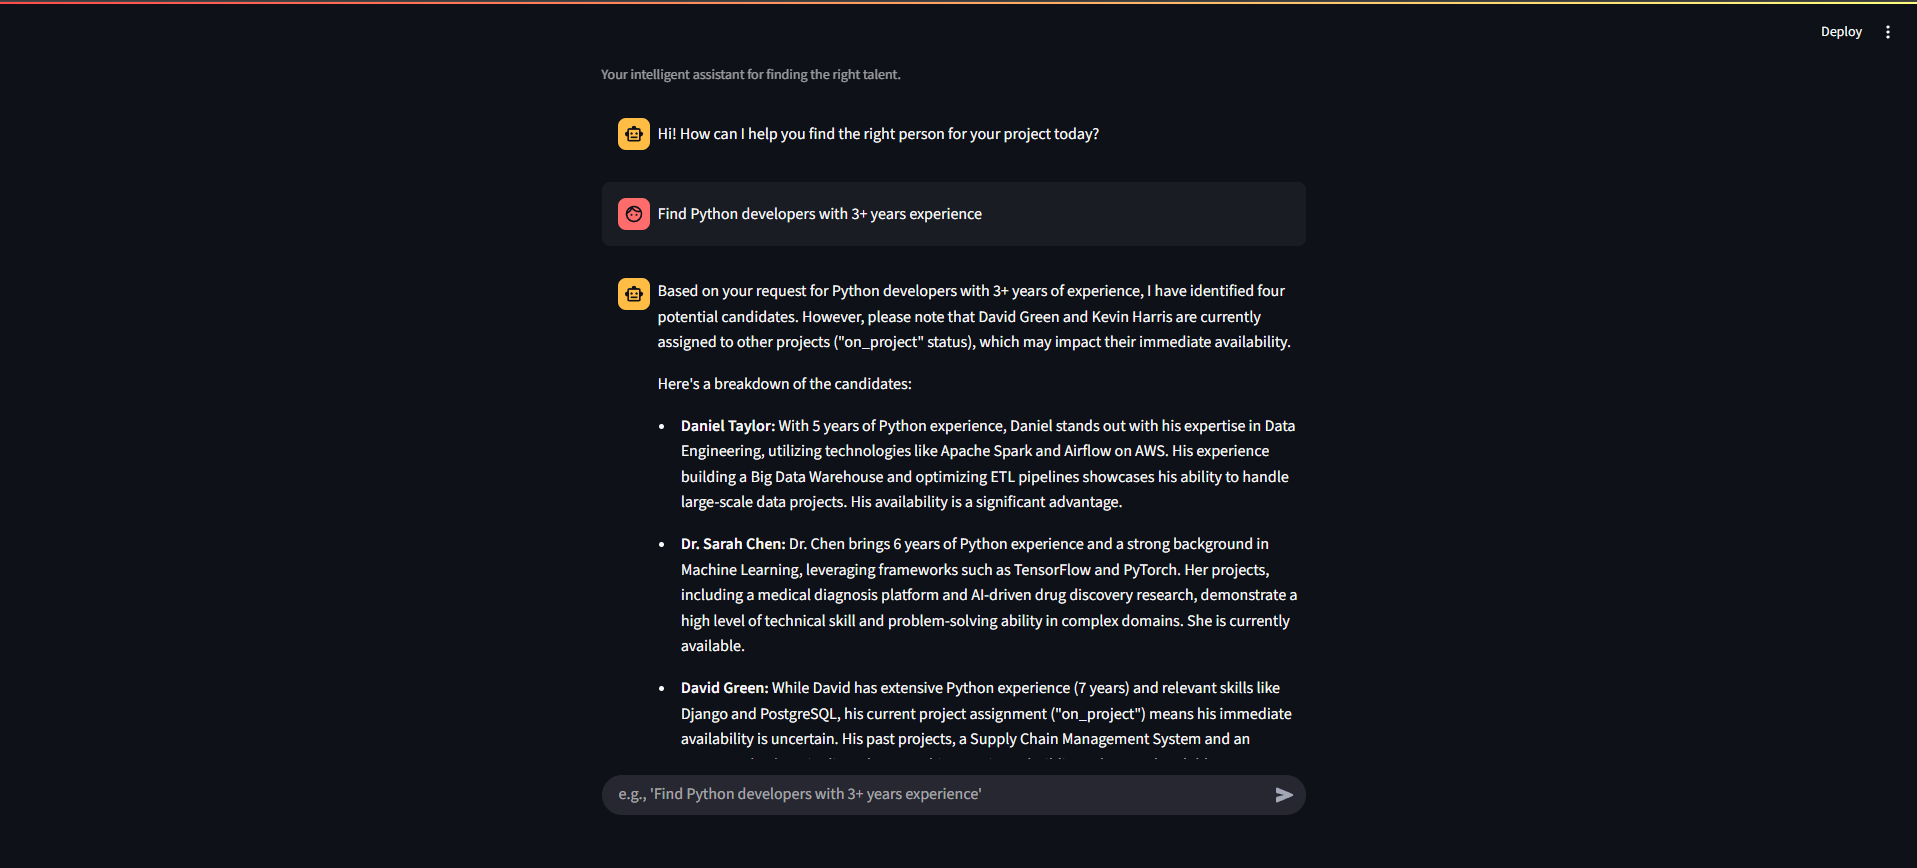 Deploy
Your intelligent assistant for finding the right talent.
Hi! How can I help you find the right person for your project today?
Find Python developers with 3+ years experience
Based on your request for Python developers with 3+ years of experience, I have identified four
potential candidates. However, please note that David Green and Kevin Harris are currently
assigned to other projects ("on_project" status), which may impact their immediate availability.
Here's a breakdown of the candidates:
Daniel Taylor: With 5 years of Python experience, Daniel stands out with his expertise in Data
Engineering, utilizing technologies like Apache Spark and Airflow on AWS. His experience
building a Big Data Warehouse and optimizing ETL pipelines showcases his ability to handle
large-scale data projects. His availability is a significant advantage.
Dr. Sarah Chen: Dr. Chen brings 6 years of Python experience and a strong background in
Machine Learning, leveraging frameworks such as TensorFlow and PyTorch. Her projects,
including a medical diagnosis platform and AI-driven drug discovery research, demonstrate a
high level of technical skill and problem-solving ability in complex domains. She is currently
available.
David Green: While David has extensive Python experience (7 years) and relevant skills like
Django and PostgreSQL, his current project assignment ("on_project") means his immediate
availability is uncertain. His past projects, a Supply Chain Management System and an
e.g., 'Find Python developers with 3+ years experience'